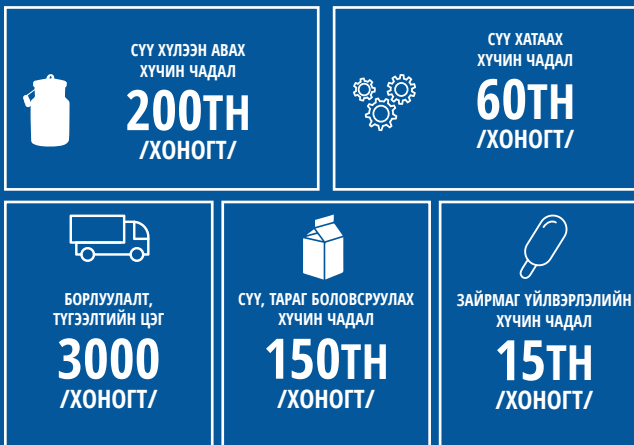 СҮҮ ХҮЛЭЭН АВАХ
ХҮЧИН ЧАДАЛ
200ТН
/ХОНОГТ/
СҮҮ ХАТААХ
ХҮЧИН ЧАДАЛ
60ТН
/ХОНОГТ/
БОРЛУУЛАЛТ,
ТҮГЭЭЛТИЙН ЦЭГ
3000
/ХОНОГТ/
СҮҮ, ТАРАГ БОЛОВСРУУЛАХ
ХҮЧИН ЧАДАЛ
150ТН
/ХОНОГТ/
ЗАЙРМАГ ҮЙЛВЭРЛЭЛИЙН
ХҮЧИН ЧАДАЛ
15ТН
/ХОНОГТ/